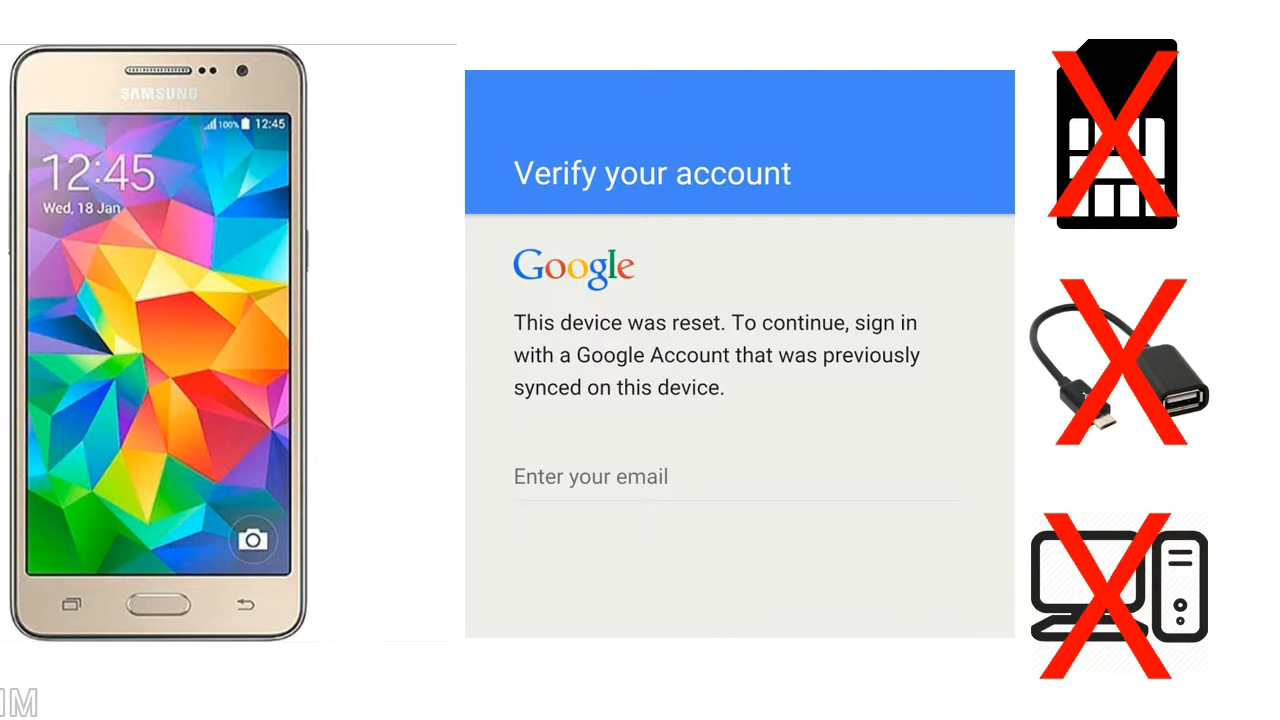 SAMSUNG
100% 12:45
12:45
Wed, 18 Jan
Verify your account
Google
This device was reset. To continue, sign in
with a Google Account that was previously
synced on this device.
Enter your email
IM